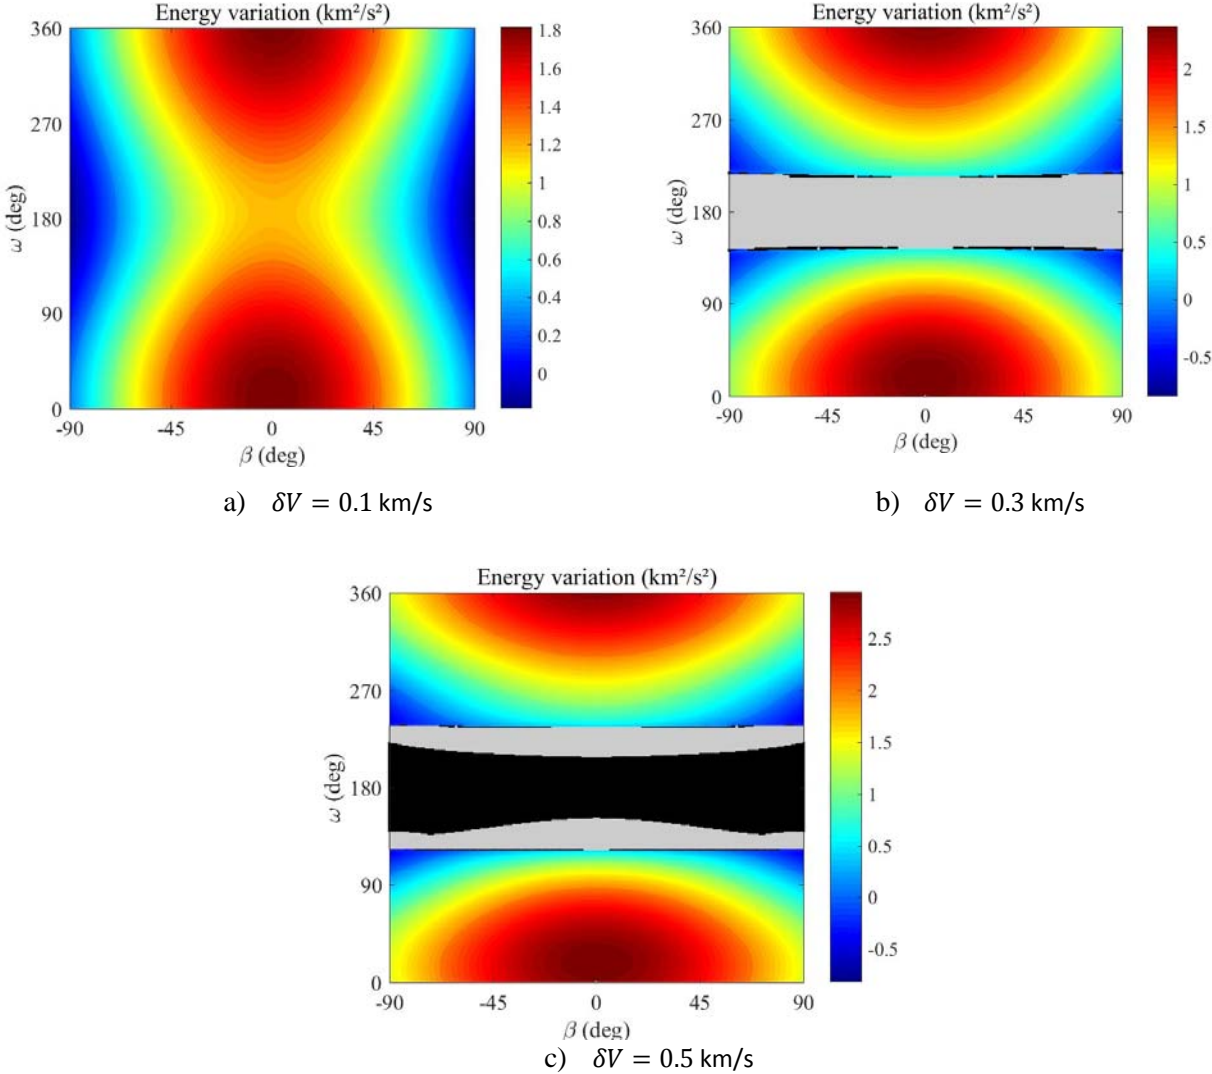 Energy variation (km²/s²)
360
270
180
90
0
ω (deg)
-90 -45 0 45 90
β (deg)
1.8
1.6
1.4
1.2
1
0.8
0.6
0.4
0.2
0
a) δV = 0.1 km/s
Energy variation (km²/s²)
360
270
180
90
0
ω (deg)
-90 -45 0 45 90
β (deg)
2
1.5
1
0.5
0
-0.5
b) δV = 0.3 km/s
Energy variation (km²/s²)
360
270
180
90
0
ω (deg)
-90 -45 0 45 90
β (deg)
2.5
2
1.5
1
0.5
0
-0.5
c) δV = 0.5 km/s